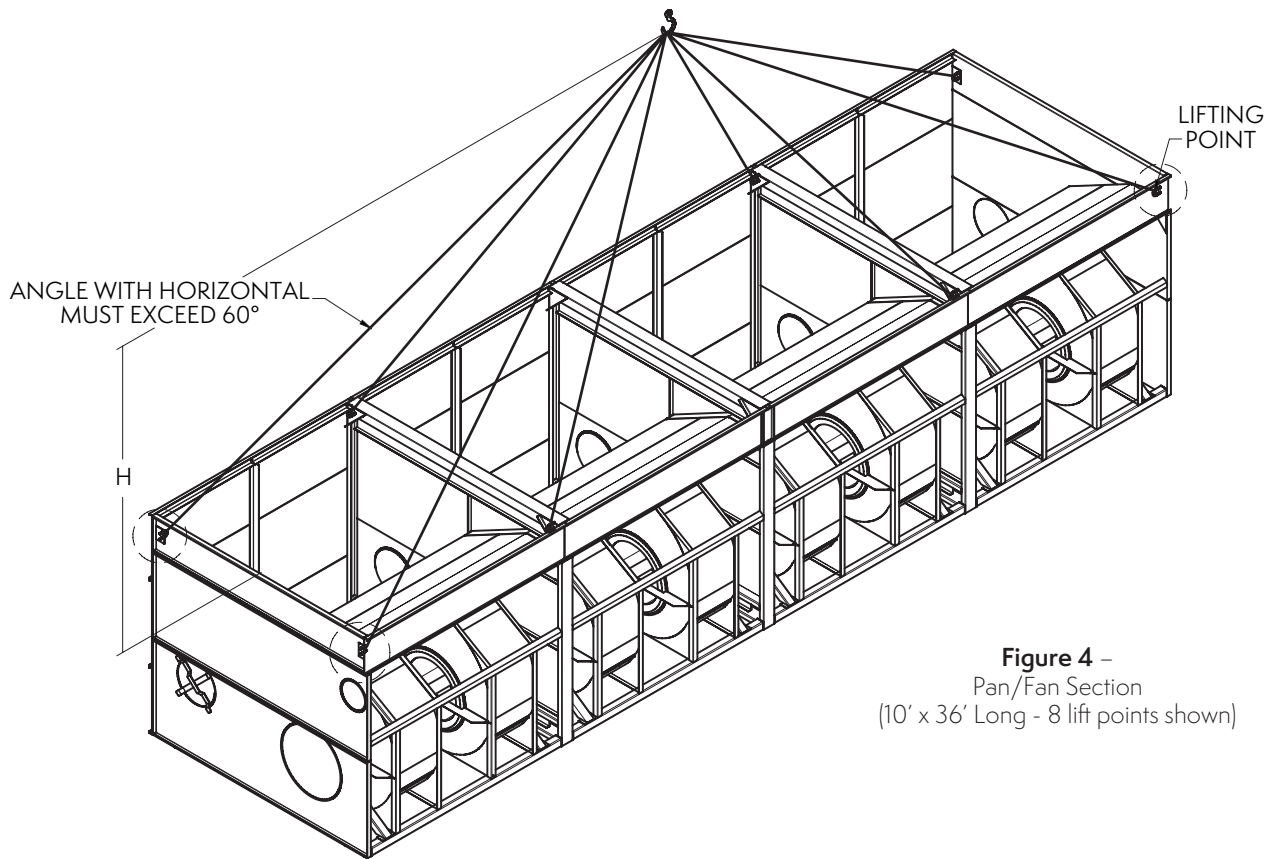 LIFTING
POINT
ANGLE WITH HORIZONTAL
MUST EXCEED 60°
H
Figure 4 –
Pan/Fan Section
(10’ x 36’ Long - 8 lift points shown)